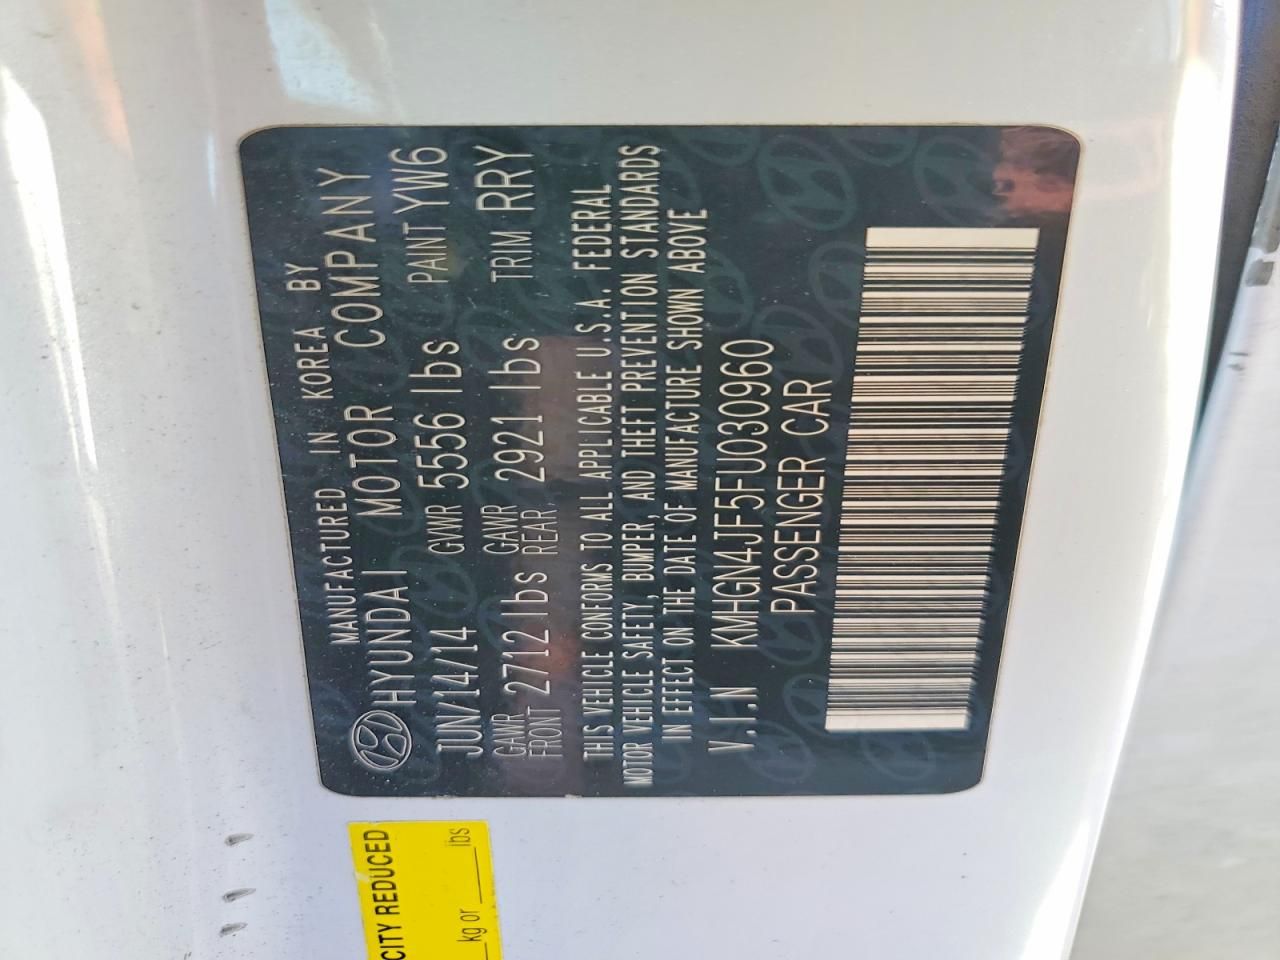 MANUFACTURED IN KOREA BY
HYUNDAI MOTOR COMPANY
JUN/14/14 GVWR 5556 lbs PAINT YW6
GAWR FRONT 2712 lbs GAWR REAR 2921 lbs TRIM RRY
THIS VEHICLE CONFORMS TO ALL APPLICABLE U.S.A. FEDERAL
MOTOR VEHICLE SAFETY, BUMPER, AND THEFT PREVENTION STANDARDS
IN EFFECT ON THE DATE OF MANUFACTURE SHOWN ABOVE
V.I.N KMHGN4JF5FU030960
PASSENGER CAR
CITY REDUCED
kg or ____ lbs